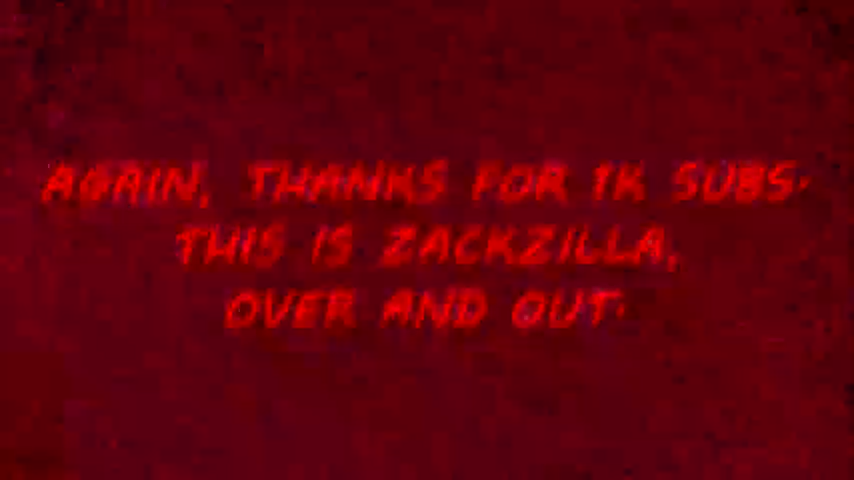 AGAIN, THANKS FOR 1K SUBS.
THIS IS ZACKZILLA,
OVER AND OUT.